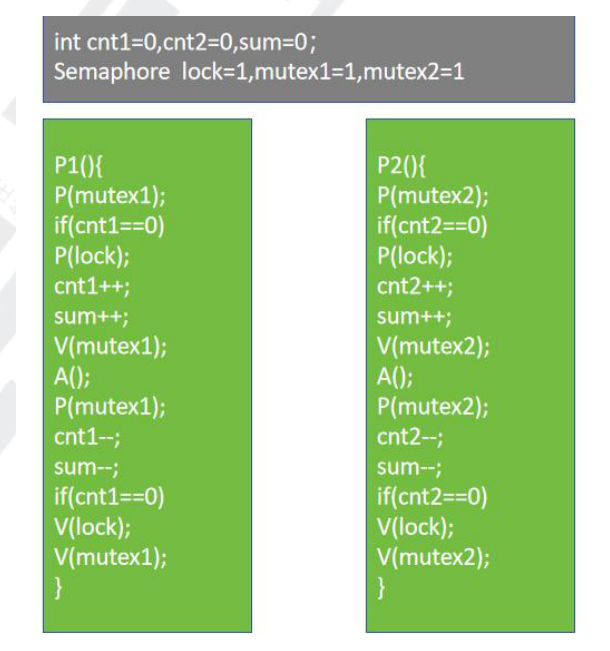 int cnt1=0,cnt2=0,sum=0;
Semaphore lock=1,mutex1=1,mutex2=1
P1(){
P(mutex1);
if(cnt1==0)
P(lock);
cnt1++;
sum++;
V(mutex1);
A();
P(mutex1);
cnt1--;
sum--;
if(cnt1==0)
V(lock);
V(mutex1);
}
P2(){
P(mutex2);
if(cnt2==0)
P(lock);
cnt2++;
sum++;
V(mutex2);
A();
P(mutex2);
cnt2--;
sum--;
if(cnt2==0)
V(lock);
V(mutex2);
}